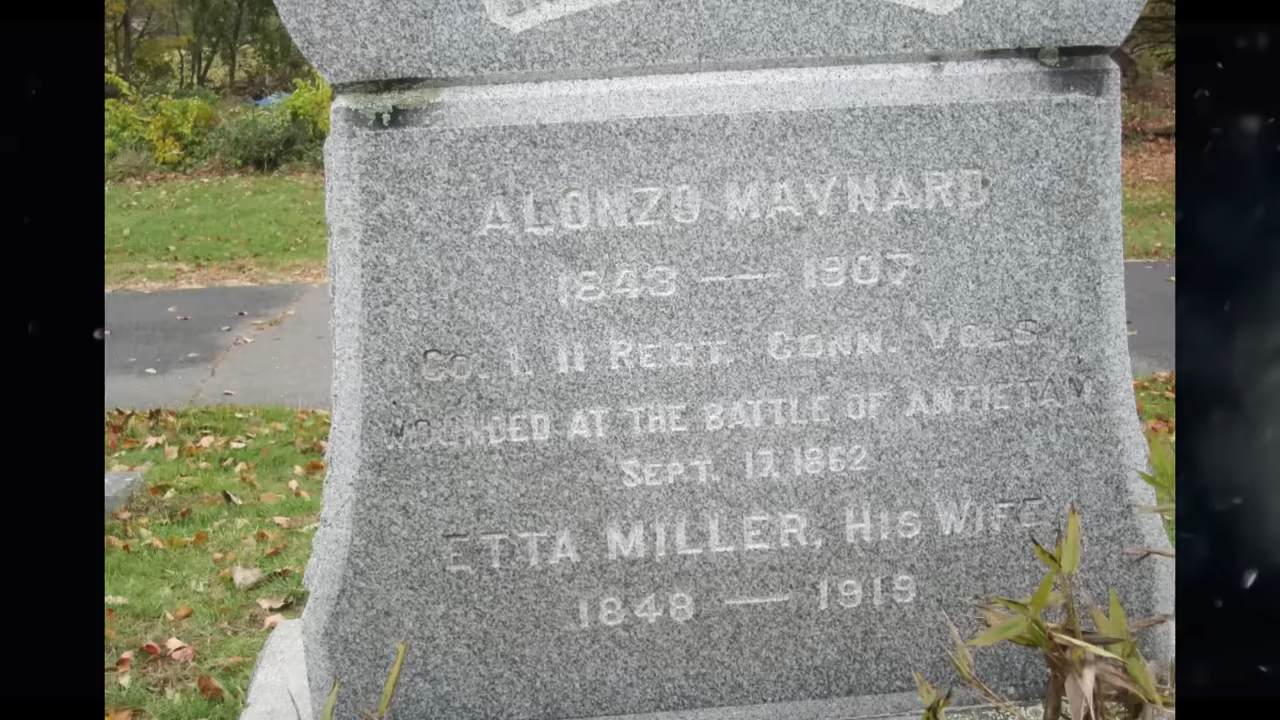 ALONZO MAYNARD
1843 — 1907
CO. I. 11 REGT. CONN. VOLS.
WOUNDED AT THE BATTLE OF ANTIETAM
SEPT. 17, 1862
ETTA MILLER, HIS WIFE
1848 — 1919